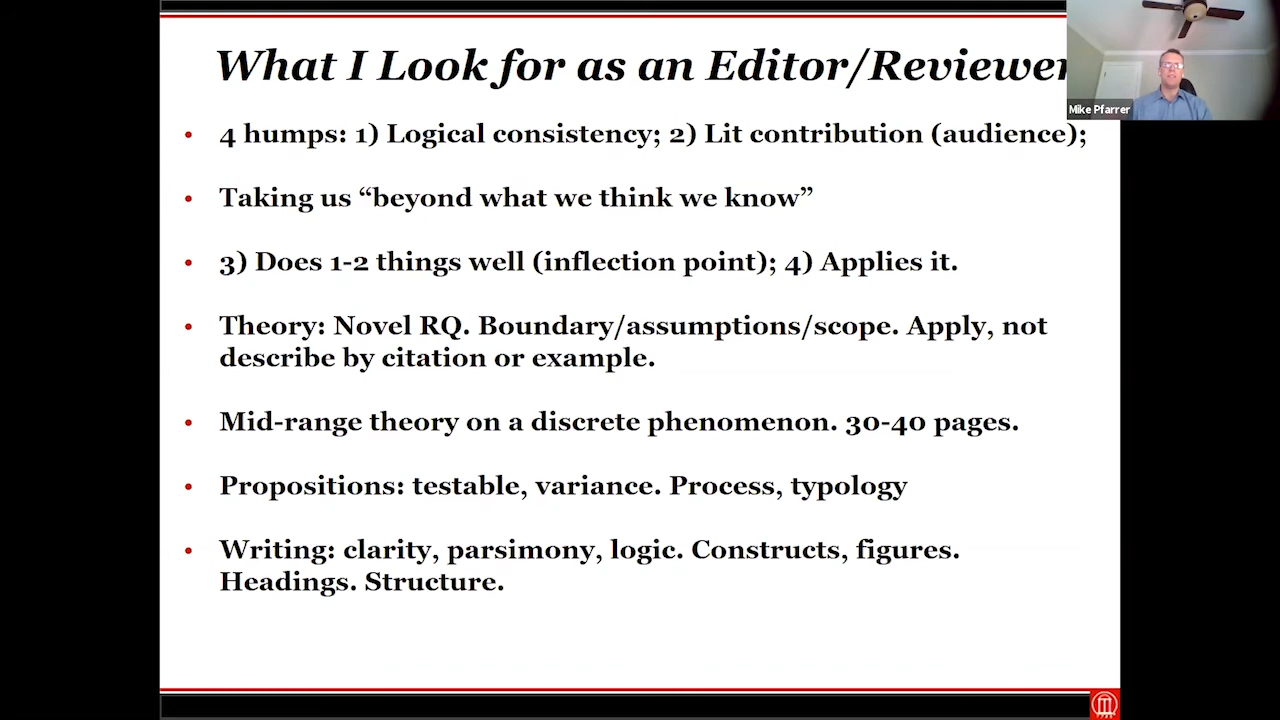 What I Look for as an Editor/Reviewer
Mike Pfarrer
4 humps: 1) Logical consistency; 2) Lit contribution (audience);
Taking us “beyond what we think we know”
3) Does 1-2 things well (inflection point); 4) Applies it.
Theory: Novel RQ. Boundary/assumptions/scope. Apply, not
describe by citation or example.
Mid-range theory on a discrete phenomenon. 30-40 pages.
Propositions: testable, variance. Process, typology
Writing: clarity, parsimony, logic. Constructs, figures.
Headings. Structure.